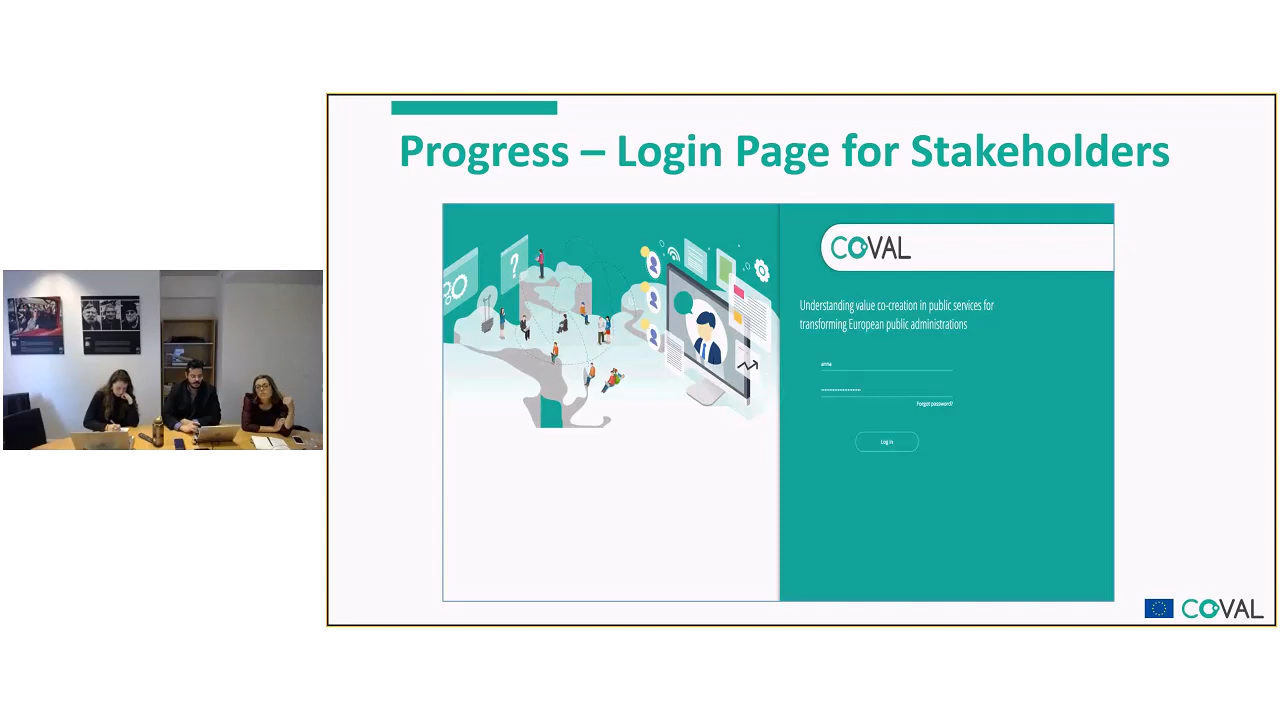 Progress – Login Page for Stakeholders
COVAL
Understanding value co-creation in public services for
transforming European public administrations
anna
Forgot password?
Log in
?
COVAL